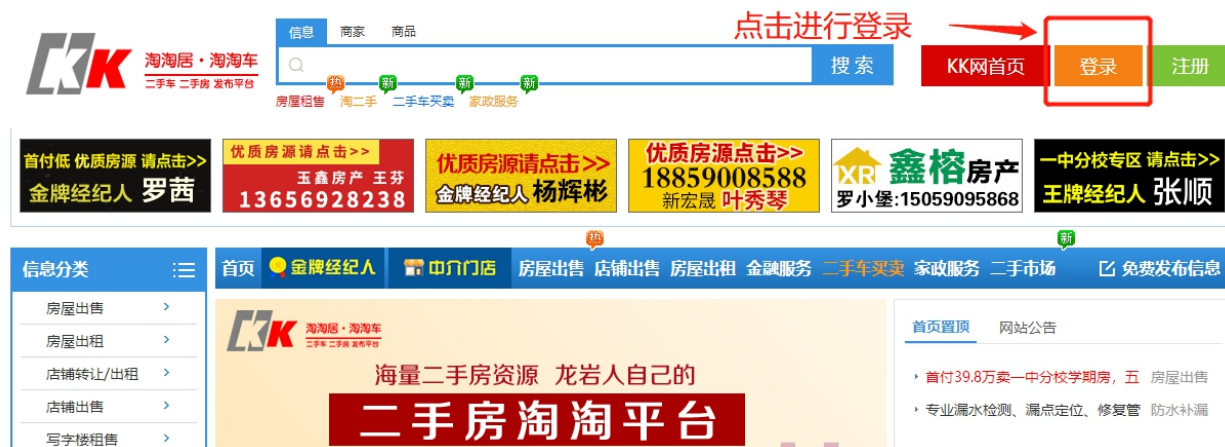 点击进行登录
信息 商家 商品
KK 淘淘居·淘淘车
二手车 二手房 发布平台
搜 索
KK网首页 登录 注册
热 新 新 新
房屋租售 淘二手 二手车买卖 家政服务
首付低 优质房源 请点击>>
金牌经纪人 罗茜
优质房源请点击>>
玉鑫房产 王芬
13656928238
优质房源请点击>>
金牌经纪人 杨辉彬
优质房源点击>>
18859008588
新宏晟 叶秀琴
XR 鑫榕房产
罗小堡:15059095868
一中分校专区 请点击>>
王牌经纪人 张顺
热 新
信息分类
首页 金牌经纪人 中介门店 房屋出售 店铺出售 房屋出租 金融服务 二手车买卖 家政服务 二手市场 免费发布信息
房屋出售
房屋出租
店铺转让/出租
店铺出售
写字楼租售
KK 淘淘居·淘淘车
二手车 二手房 发布平台
海量二手房资源 龙岩人自己的
二手房淘淘平台
首页置顶 网站公告
首付39.8万卖一中分校学期房，五 房屋出售
专业漏水检测、漏点定位、修复管 防水补漏